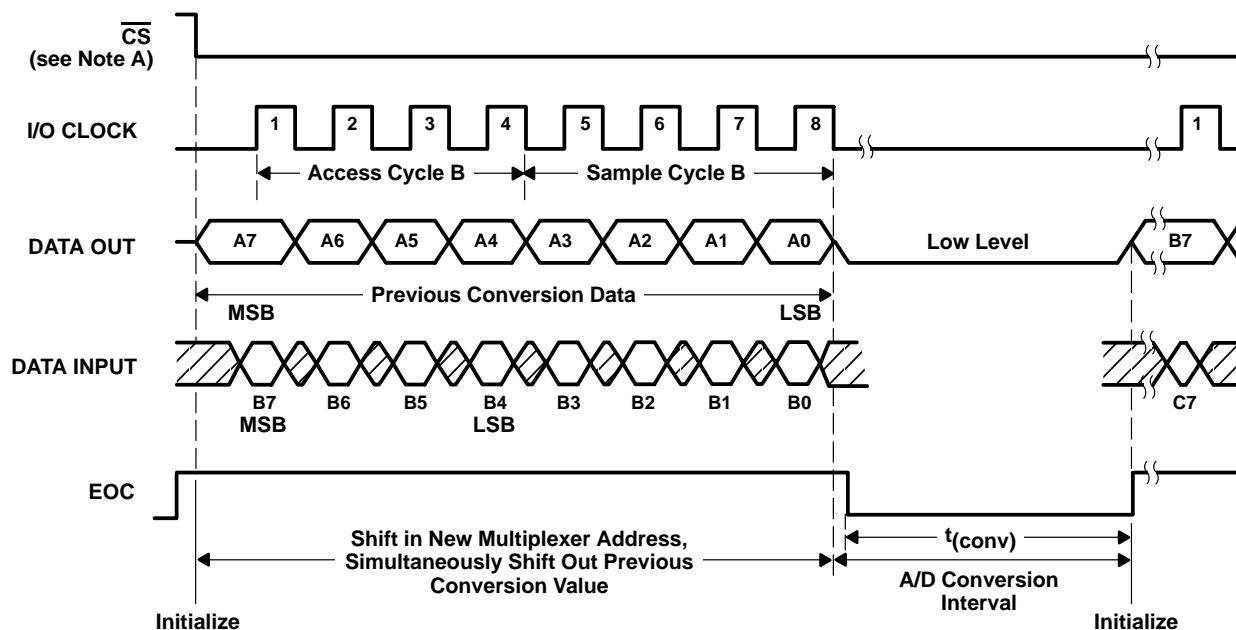 CS
(see Note A)
I/O CLOCK
1 2 3 4 5 6 7 8 1
Access Cycle B Sample Cycle B
DATA OUT
A7 A6 A5 A4 A3 A2 A1 A0 Low Level B7
Previous Conversion Data
MSB LSB
DATA INPUT
B7 B6 B5 B4 B3 B2 B1 B0 C7
MSB LSB
EOC
Shift in New Multiplexer Address,
Simultaneously Shift Out Previous
Conversion Value
t(conv)
A/D Conversion
Interval
Initialize Initialize